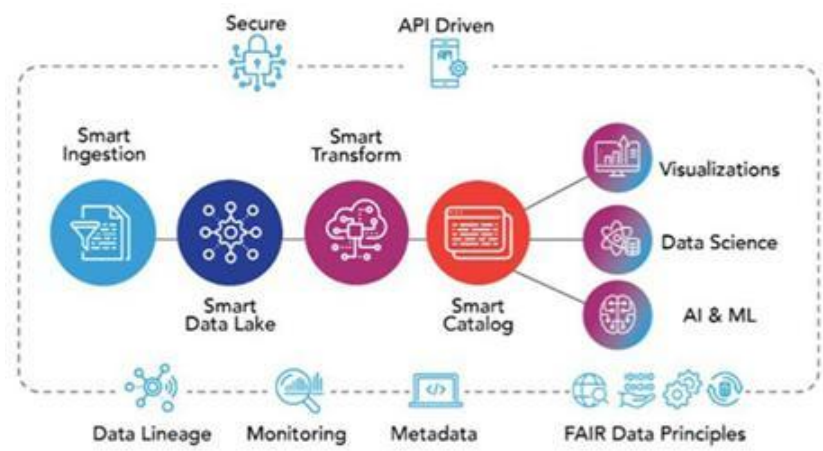 Secure
API Driven
Smart
Ingestion
Smart
Transform
Smart
Data Lake
Smart
Catalog
Visualizations
Data Science
AI & ML
API
</>
Data Lineage
Monitoring
Metadata
FAIR Data Principles